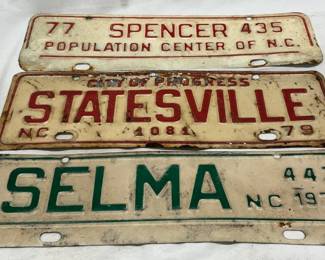 77 SPENCER 435
POPULATION CENTER OF N.C.
CITY OF PROGRESS
STATESVILLE
NC 1081 79
SELMA 44
NC 19